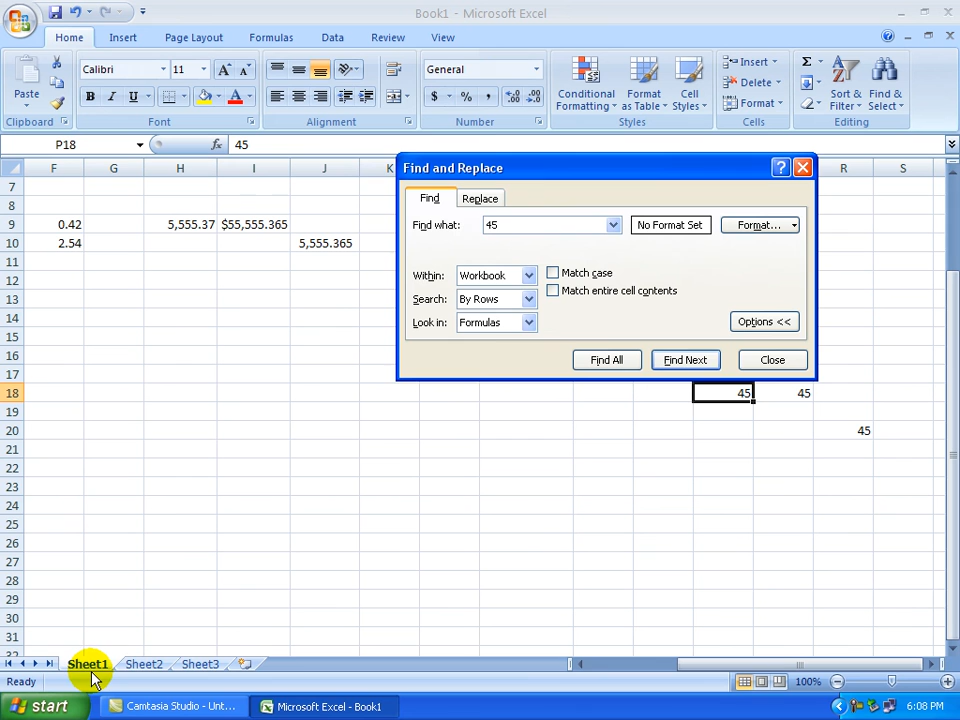 Book1 - Microsoft Excel
Home Insert Page Layout Formulas Data Review View
Calibri 11 A A General Insert Σ
Paste B I U A $ % , .0 .00 .00 .0 Conditional Formatting Format as Table Cell Styles Delete Format Sort & Filter Find & Select
Clipboard Font Alignment Number Styles Cells Editing
P18 fx 45
F G H I J K R S
7
8
9 0.42 5,555.37 $55,555.365
10 2.54 5,555.365
11
12
13
14
15
16
17
18 45 45
19
20 45
21
22
23
24
25
26
27
28
29
30
31
32
Find and Replace ?
Find Replace
Find what: 45 No Format Set Format...
Within: Workbook Match case
Search: By Rows Match entire cell contents
Look in: Formulas Options <<
Find All Find Next Close
Sheet1 Sheet2 Sheet3
Ready 100%
start Camtasia Studio - Unt... Microsoft Excel - Book1 6:08 PM